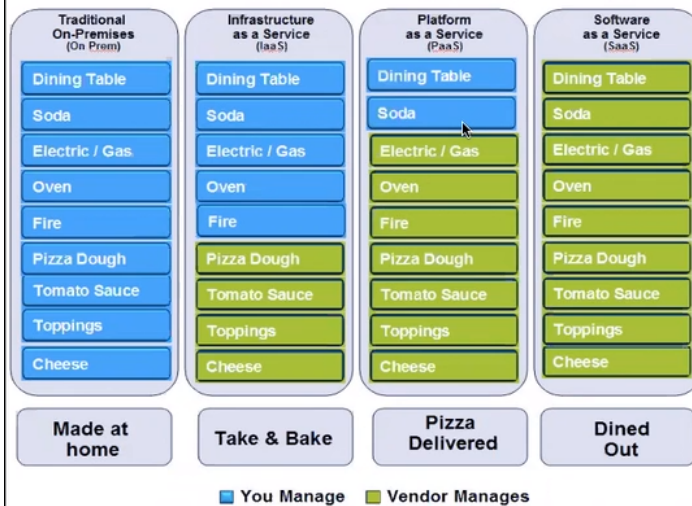 Traditional
On-Premises
(On Prem)
Dining Table
Soda
Electric / Gas
Oven
Fire
Pizza Dough
Tomato Sauce
Toppings
Cheese
Made at
home
Infrastructure
as a Service
(IaaS)
Dining Table
Soda
Electric / Gas
Oven
Fire
Pizza Dough
Tomato Sauce
Toppings
Cheese
Take & Bake
Platform
as a Service
(PaaS)
Dining Table
Soda
Electric / Gas
Oven
Fire
Pizza Dough
Tomato Sauce
Toppings
Cheese
Pizza
Delivered
Software
as a Service
(SaaS)
Dining Table
Soda
Electric / Gas
Oven
Fire
Pizza Dough
Tomato Sauce
Toppings
Cheese
Dined
Out
You Manage
Vendor Manages